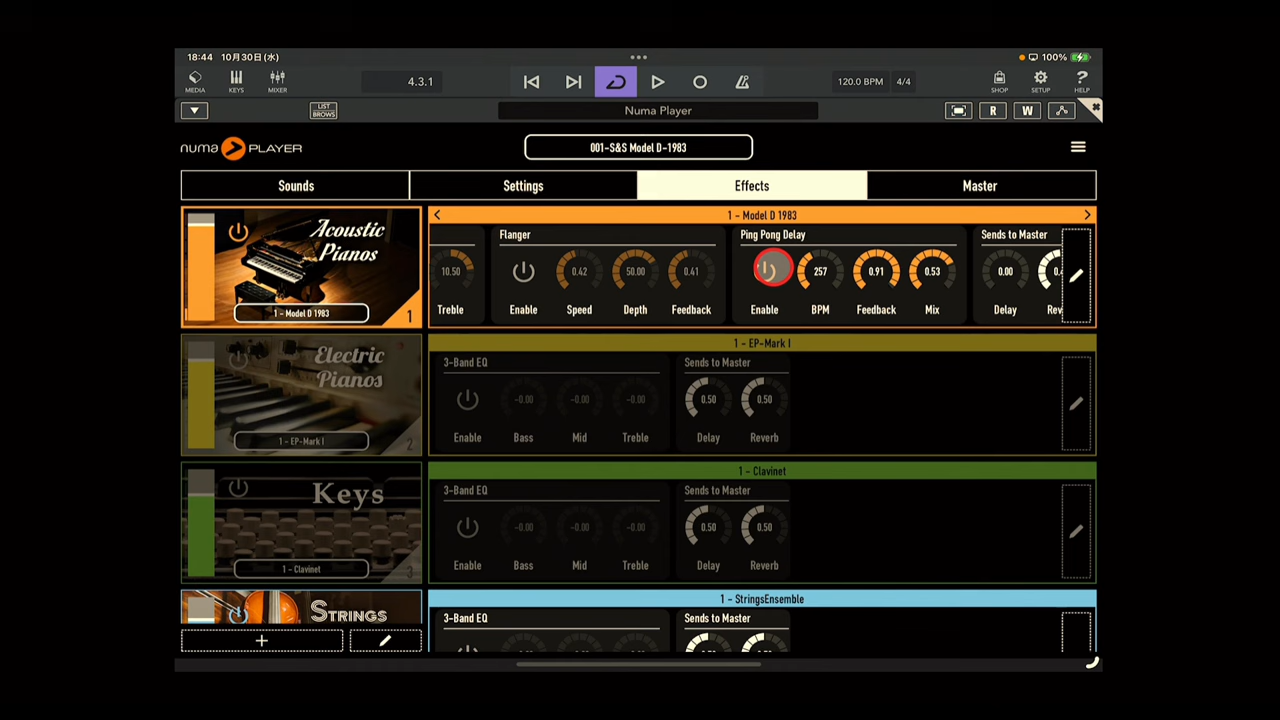 18:44 10月30日(水)
100%
MEDIA KEYS MIXER
4.3.1
120.0 BPM 4/4
SHOP SETUP HELP
LIST
BROWS
Numa Player
R W
numa PLAYER
001-S&S Model D-1983
Sounds Settings Effects Master
Acoustic
Pianos
1 - Model D 1983
1
1 - Model D 1983
Flanger
Ping Pong Delay
Sends to Master
10.50 0.42 50.00 0.41 257 0.91 0.53 0.00
Treble Enable Speed Depth Feedback Enable BPM Feedback Mix Delay Rev
Electric
Pianos
1 - EP-Mark I
2
1 - EP-Mark I
3-Band EQ
Sends to Master
-0.00 -0.00 -0.00 0.50 0.50
Enable Bass Mid Treble Delay Reverb
Keys
1 - Clavinet
3
1 - Clavinet
3-Band EQ
Sends to Master
-0.00 -0.00 -0.00 0.50 0.50
Enable Bass Mid Treble Delay Reverb
STRINGS
1 - StringsEnsemble
3-Band EQ
Sends to Master